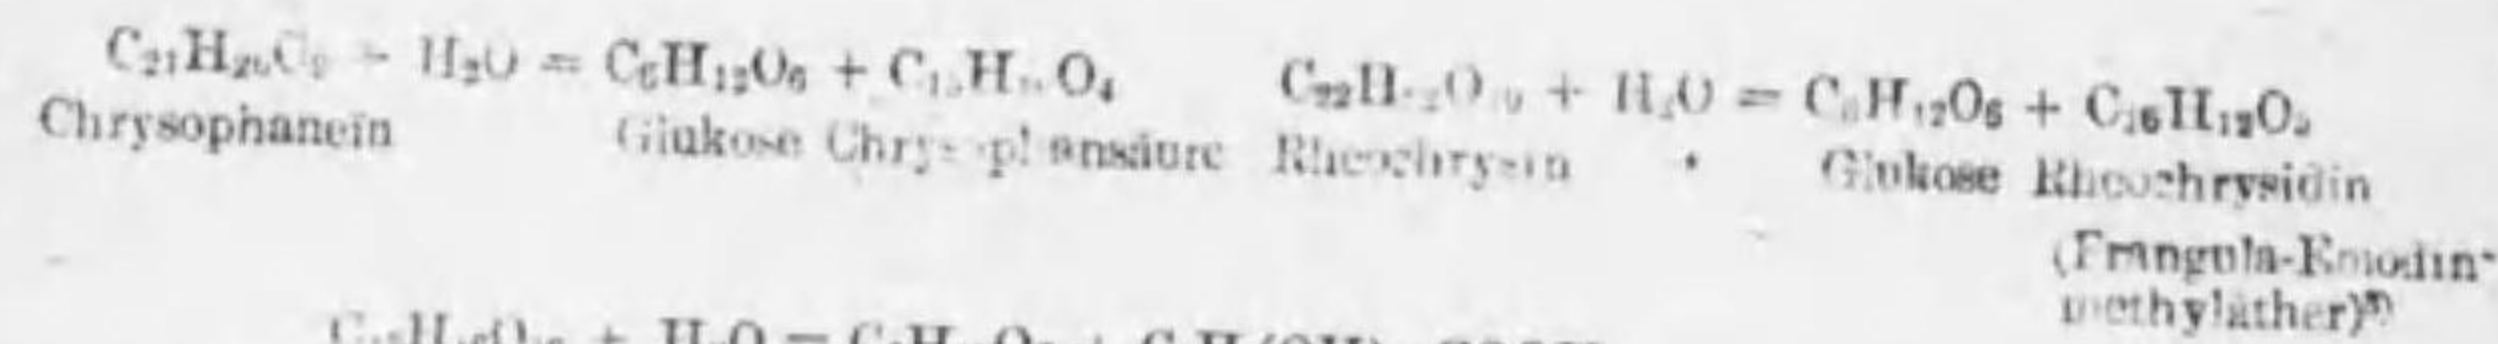 C₂₁H₂₀O₉ + H₂O = C₆H₁₂O₆ + C₁₅H₁₀O₄
Chrysophanein Glukose Chrysophansäure
C₂₂H₂₂O₁₀ + H₂O = C₆H₁₂O₆ + C₁₆H₁₂O₅
Rheochrysin Glukose Rheochrysidin
(Frangula-Emodin-
methyläther)